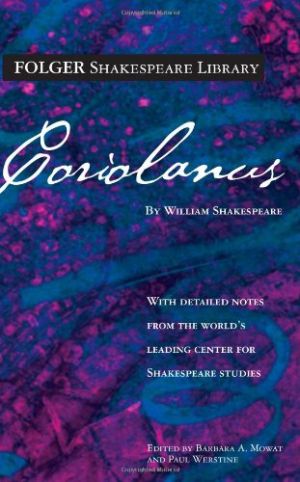 FOLGER SHAKESPEARE LIBRARY
Coriolanus
BY WILLIAM SHAKESPEARE
WITH DETAILED NOTES
FROM THE WORLD'S
LEADING CENTER FOR
SHAKESPEARE STUDIES
EDITED BY BARBARA A. MOWAT
AND PAUL WERSTINE